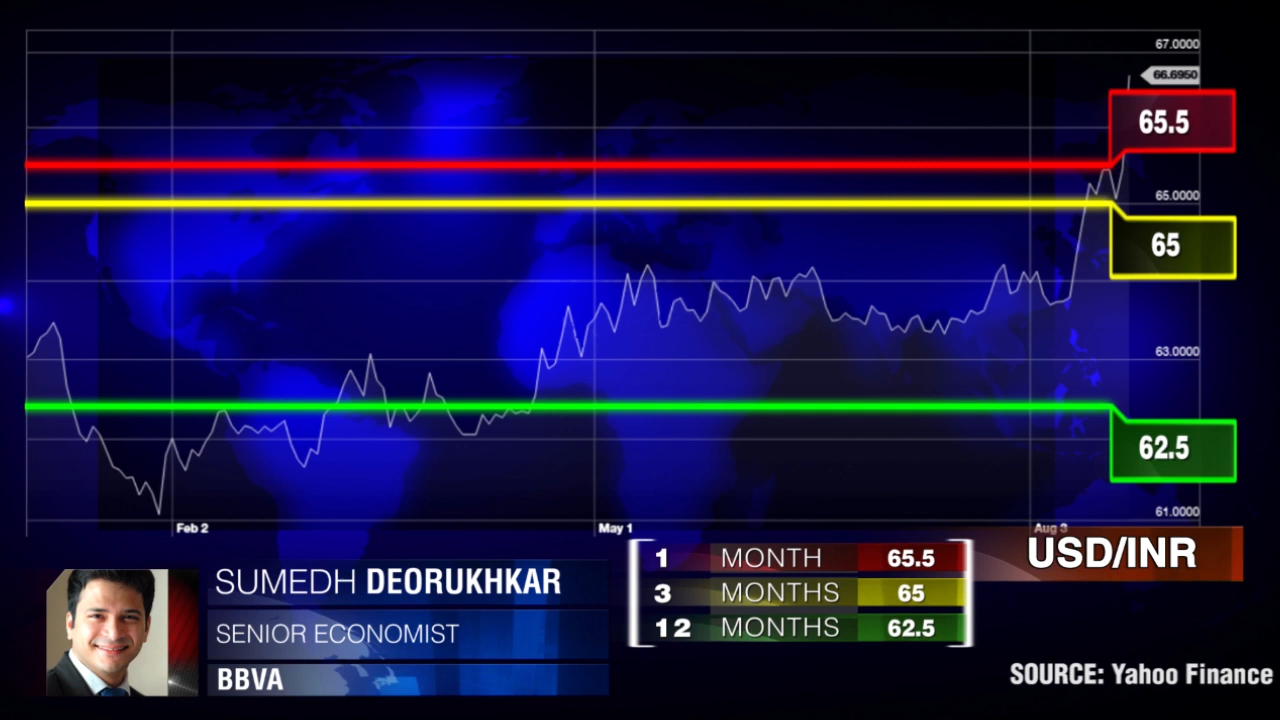 67.0000
66.6950
65.5
65.0000
65
63.0000
62.5
61.0000
Feb 2
May 1
Aug 3
USD/INR
SUMEDH DEORUKHKAR
SENIOR ECONOMIST
BBVA
1 MONTH 65.5
3 MONTHS 65
12 MONTHS 62.5
SOURCE: Yahoo Finance